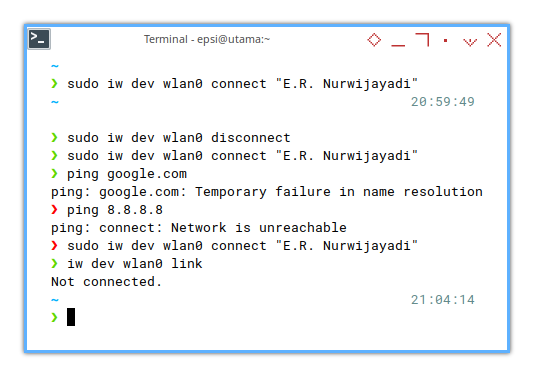 >_
Terminal - epsi@utama:~
~
❯ sudo iw dev wlan0 connect "E.R. Nurwijayadi"
~ 20:59:49
❯ sudo iw dev wlan0 disconnect
❯ sudo iw dev wlan0 connect "E.R. Nurwijayadi"
❯ ping google.com
ping: google.com: Temporary failure in name resolution
❯ ping 8.8.8.8
ping: connect: Network is unreachable
❯ sudo iw dev wlan0 connect "E.R. Nurwijayadi"
❯ iw dev wlan0 link
Not connected.
~ 21:04:14
❯